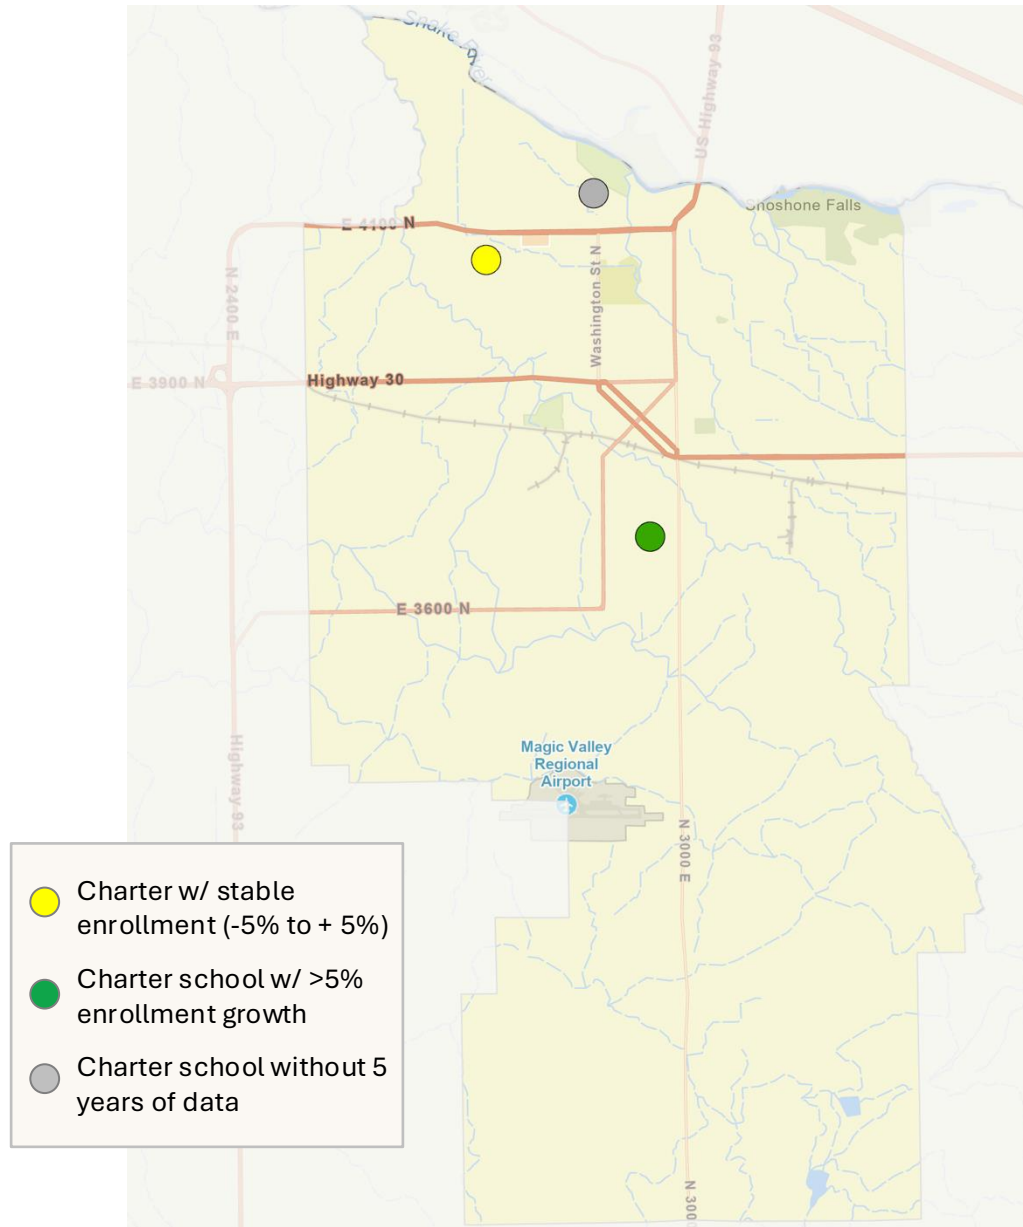 Snake River
US Highway 93
Shoshone Falls
E 4100 N
N 2400 E
Washington St N
E 3900 N
Highway 30
E 3600 N
Magic Valley
Regional
Airport
Highway 93
N 3000 E
Charter w/ stable
enrollment (-5% to + 5%)
Charter school w/ >5%
enrollment growth
Charter school without 5
years of data
N 300